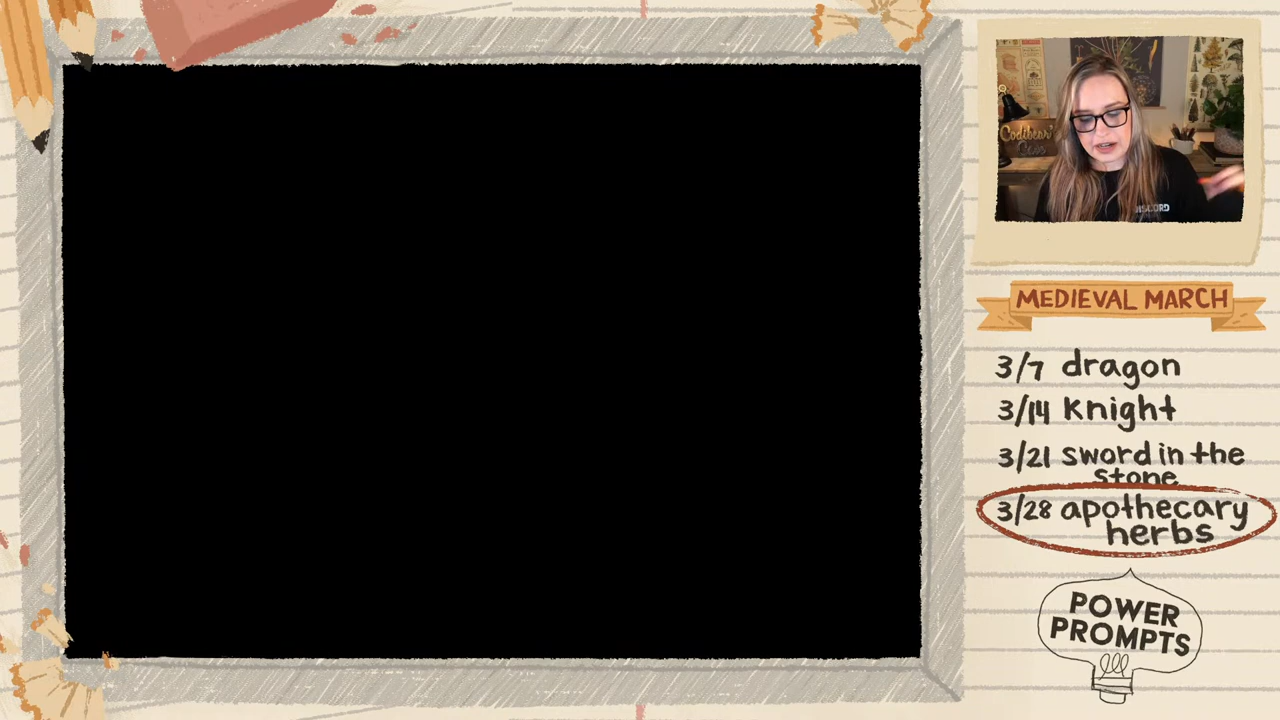 Codibear's
MEDIEVAL MARCH
3/7 dragon
3/14 Knight
3/21 sword in the
stone
3/28 apothecary
herbs
POWER
PROMPTS